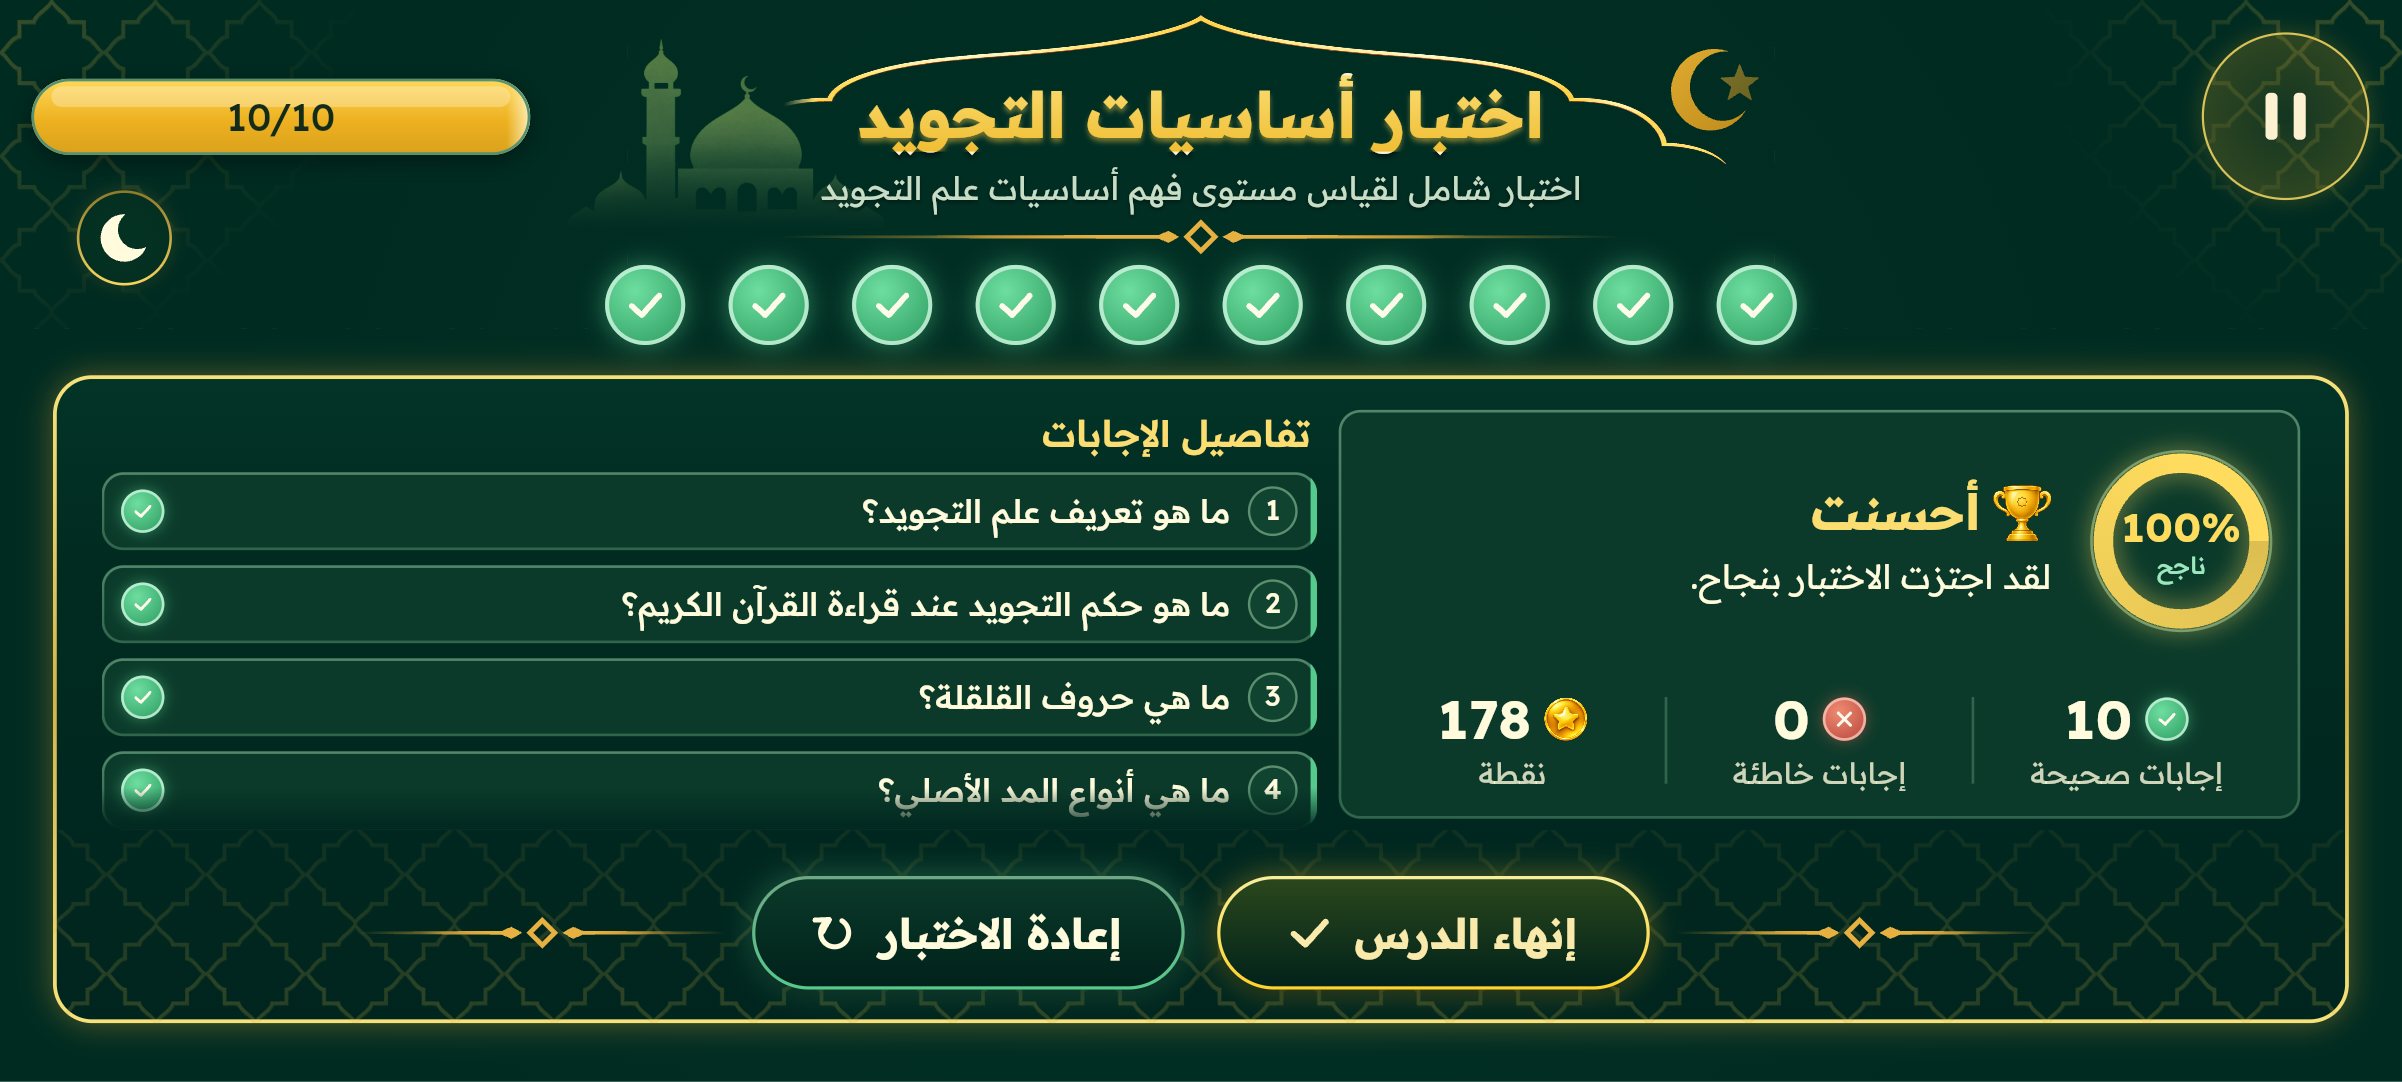 10/10
اختبار أساسيات التجويد
اختبار شامل لقياس مستوى فهم أساسيات علم التجويد
100%
ناجح
أحسنت
لقد اجتزت الاختبار بنجاح.
10
إجابات صحيحة
0
إجابات خاطئة
178
نقطة
تفاصيل الإجابات
1 ما هو تعريف علم التجويد؟
2 ما هو حكم التجويد عند قراءة القرآن الكريم؟
3 ما هي حروف القلقلة؟
4 ما هي أنواع المد الأصلي؟
إنهاء الدرس
إعادة الاختبار